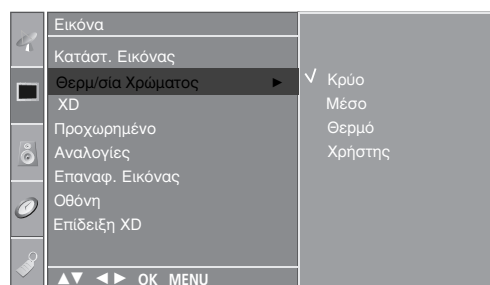 Εικόνα
Κατάστ. Εικόνας
Θερμ/σία Χρώματος ►
XD
Προχωρημένο
Αναλογίες
Επαναφ. Εικόνας
Οθόνη
Επίδειξη XD
▲▼ ◄► OK MENU
√ Κρύο
Μέσο
Θερμό
Χρήστης